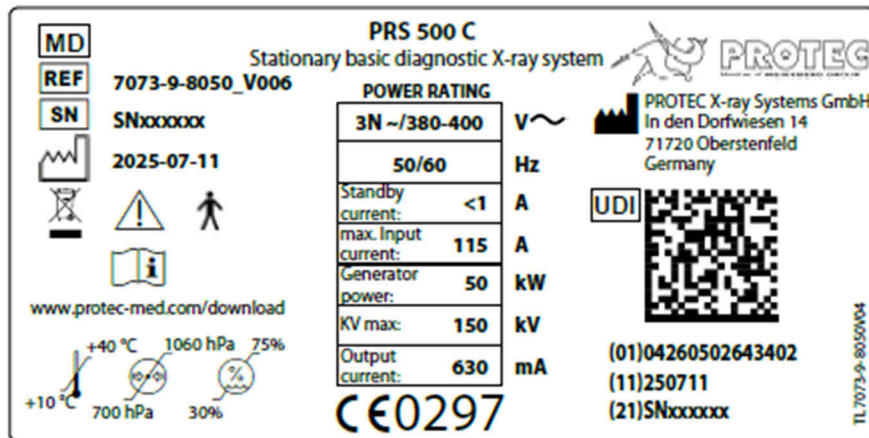 PRS 500 C
Stationary basic diagnostic X-ray system
MD
REF 7073-9-8050_V006
SN SNxxxxxx
2025-07-11
www.protec-med.com/download
+40 °C
+10 °C
1060 hPa
700 hPa
75%
%
30%
POWER RATING
3N ~/380-400 V~
50/60 Hz
Standby
current: <1 A
max. Input
current: 115 A
Generator
power: 50 kW
KV max: 150 kV
Output
current: 630 mA
CE0297
PROTEC
PROTEC X-ray Systems GmbH
In den Dorfwiesen 14
71720 Oberstenfeld
Germany
UDI
(01)04260502643402
(11)250711
(21)SNxxxxxx
TL7073-9-8050V04